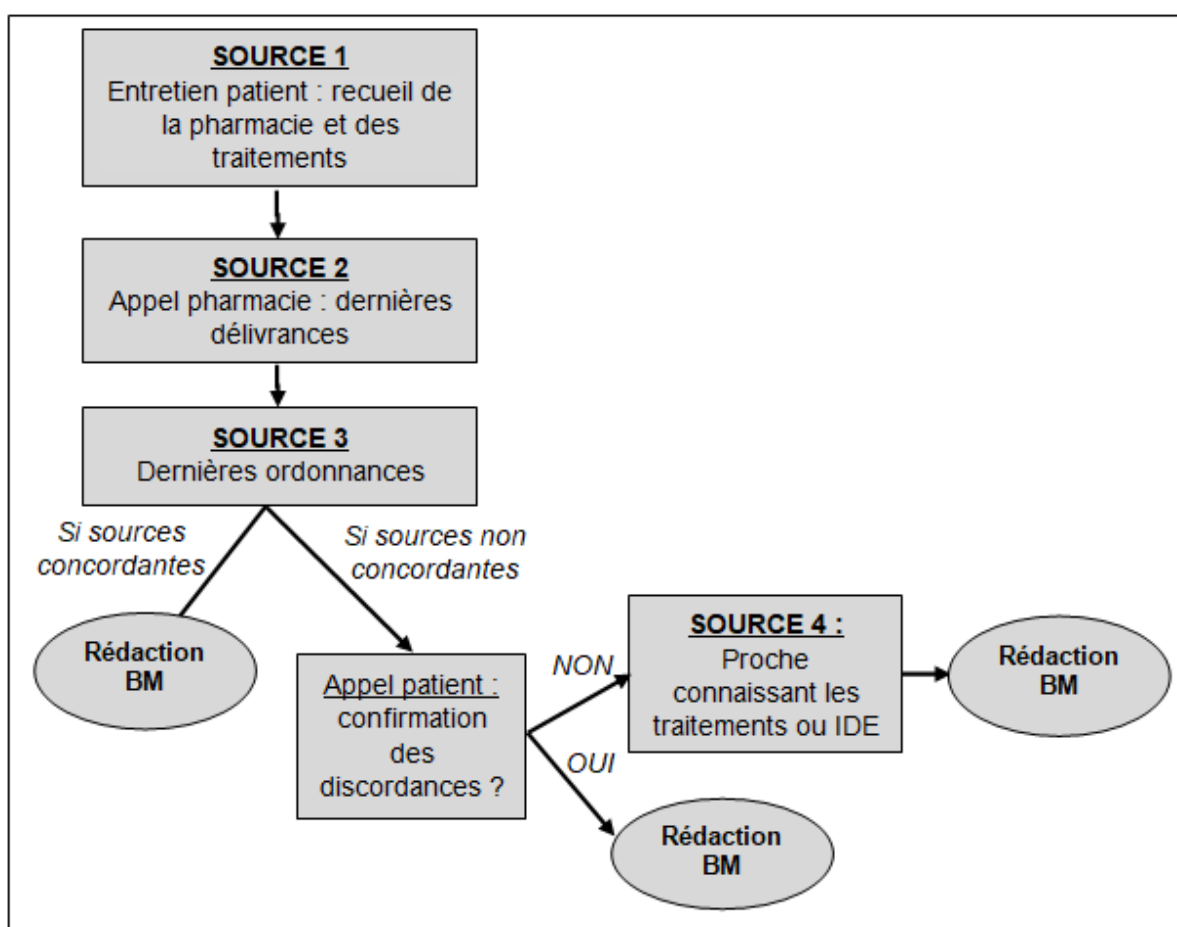 SOURCE 1
Entretien patient : recueil de
la pharmacie et des
traitements
SOURCE 2
Appel pharmacie : dernières
délivrances
SOURCE 3
Dernières ordonnances
Si sources
concordantes
Si sources non
concordantes
Rédaction
BM
Appel patient :
confirmation
des
discordances ?
NON
OUI
SOURCE 4 :
Proche
connaissant les
traitements ou IDE
Rédaction
BM
Rédaction
BM